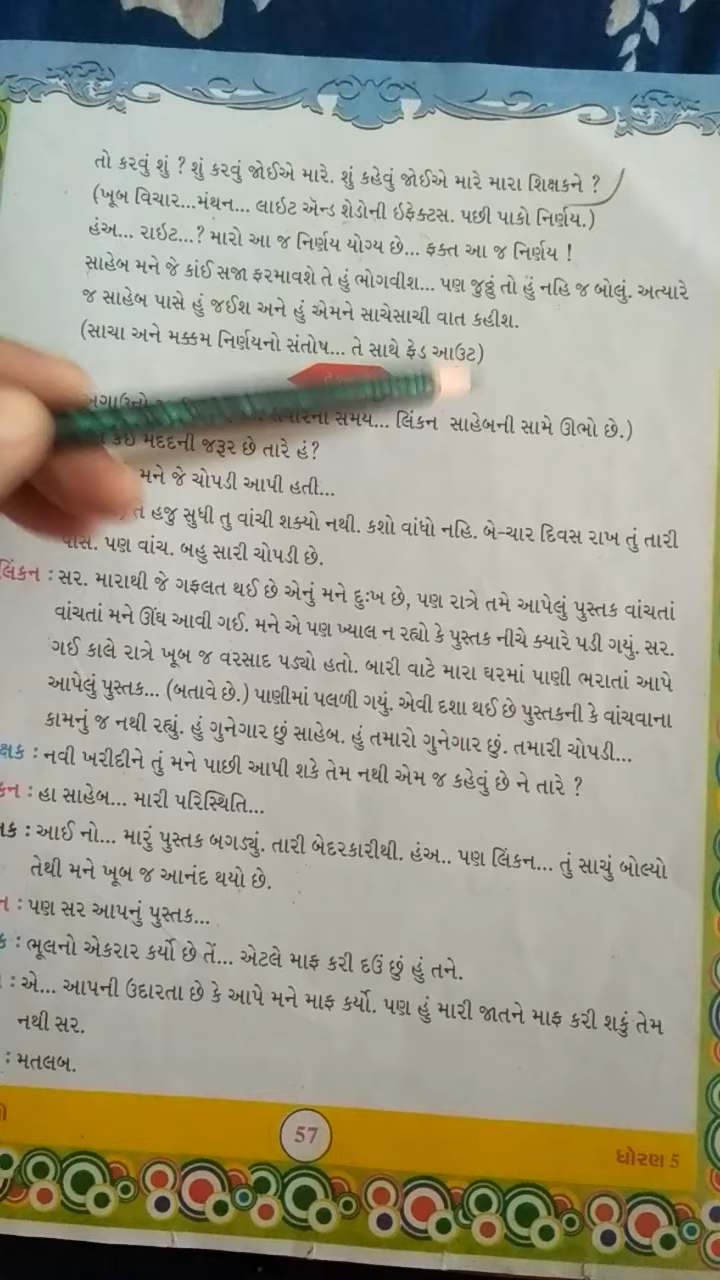 તો કરવું શું ? શું કરવું જોઈએ મારે. શું કહેવું જોઈએ મારે મારા શિક્ષકને ?
(ખૂબ વિચાર...મંથન... લાઇટ ઍન્ડ શેડોની ઇફેક્ટસ. પછી પાકો નિર્ણય.)
હંઅ... રાઇટ...? મારો આ જ નિર્ણય યોગ્ય છે... ફક્ત આ જ નિર્ણય !
સાહેબ મને જે કાંઈ સજા ફરમાવશે તે હું ભોગવીશ... પણ જુઠ્ઠું તો હું નહિ જ બોલું. અત્યારે
જ સાહેબ પાસે હું જઈશ અને હું એમને સાચેસાચી વાત કહીશ.
(સાચા અને મક્કમ નિર્ણયનો સંતોષ... તે સાથે ફેડ આઉટ)
સમય... લિંકન સાહેબની સામે ઊભો છે.)
મદદની જરૂર છે તારે હં?
મને જે ચોપડી આપી હતી...
તે હજુ સુધી તુ વાંચી શક્યો નથી. કશો વાંધો નહિ. બે-ચાર દિવસ રાખ તું તારી
પાસે. પણ વાંચ. બહુ સારી ચોપડી છે.
લિંકન : સર. મારાથી જે ગફલત થઈ છે એનું મને દુઃખ છે, પણ રાત્રે તમે આપેલું પુસ્તક વાંચતાં
વાંચતાં મને ઊંઘ આવી ગઈ. મને એ પણ ખ્યાલ ન રહ્યો કે પુસ્તક નીચે ક્યારે પડી ગયું. સર.
ગઈ કાલે રાત્રે ખૂબ જ વરસાદ પડ્યો હતો. બારી વાટે મારા ઘરમાં પાણી ભરાતાં આપે
આપેલું પુસ્તક... (બતાવે છે.) પાણીમાં પલળી ગયું. એવી દશા થઈ છે પુસ્તકની કે વાંચવાના
કામનું જ નથી રહ્યું. હું ગુનેગાર છું સાહેબ. હું તમારો ગુનેગાર છું. તમારી ચોપડી...
ક્ષક : નવી ખરીદીને તું મને પાછી આપી શકે તેમ નથી એમ જ કહેવું છે ને તારે ?
કન : હા સાહેબ... મારી પરિસ્થિતિ...
ક : આઈ નો... મારું પુસ્તક બગડ્યું. તારી બેદરકારીથી. હંઅ.. પણ લિંકન... તું સાચું બોલ્યો
તેથી મને ખૂબ જ આનંદ થયો છે.
ન : પણ સર આપનું પુસ્તક...
ક : ભૂલનો એકરાર કર્યો છે તેં... એટલે માફ કરી દઉં છું હું તને.
: એ... આપની ઉદારતા છે કે આપે મને માફ કર્યો. પણ હું મારી જાતને માફ કરી શકું તેમ
નથી સર.
: મતલબ.
57
ધોરણ 5